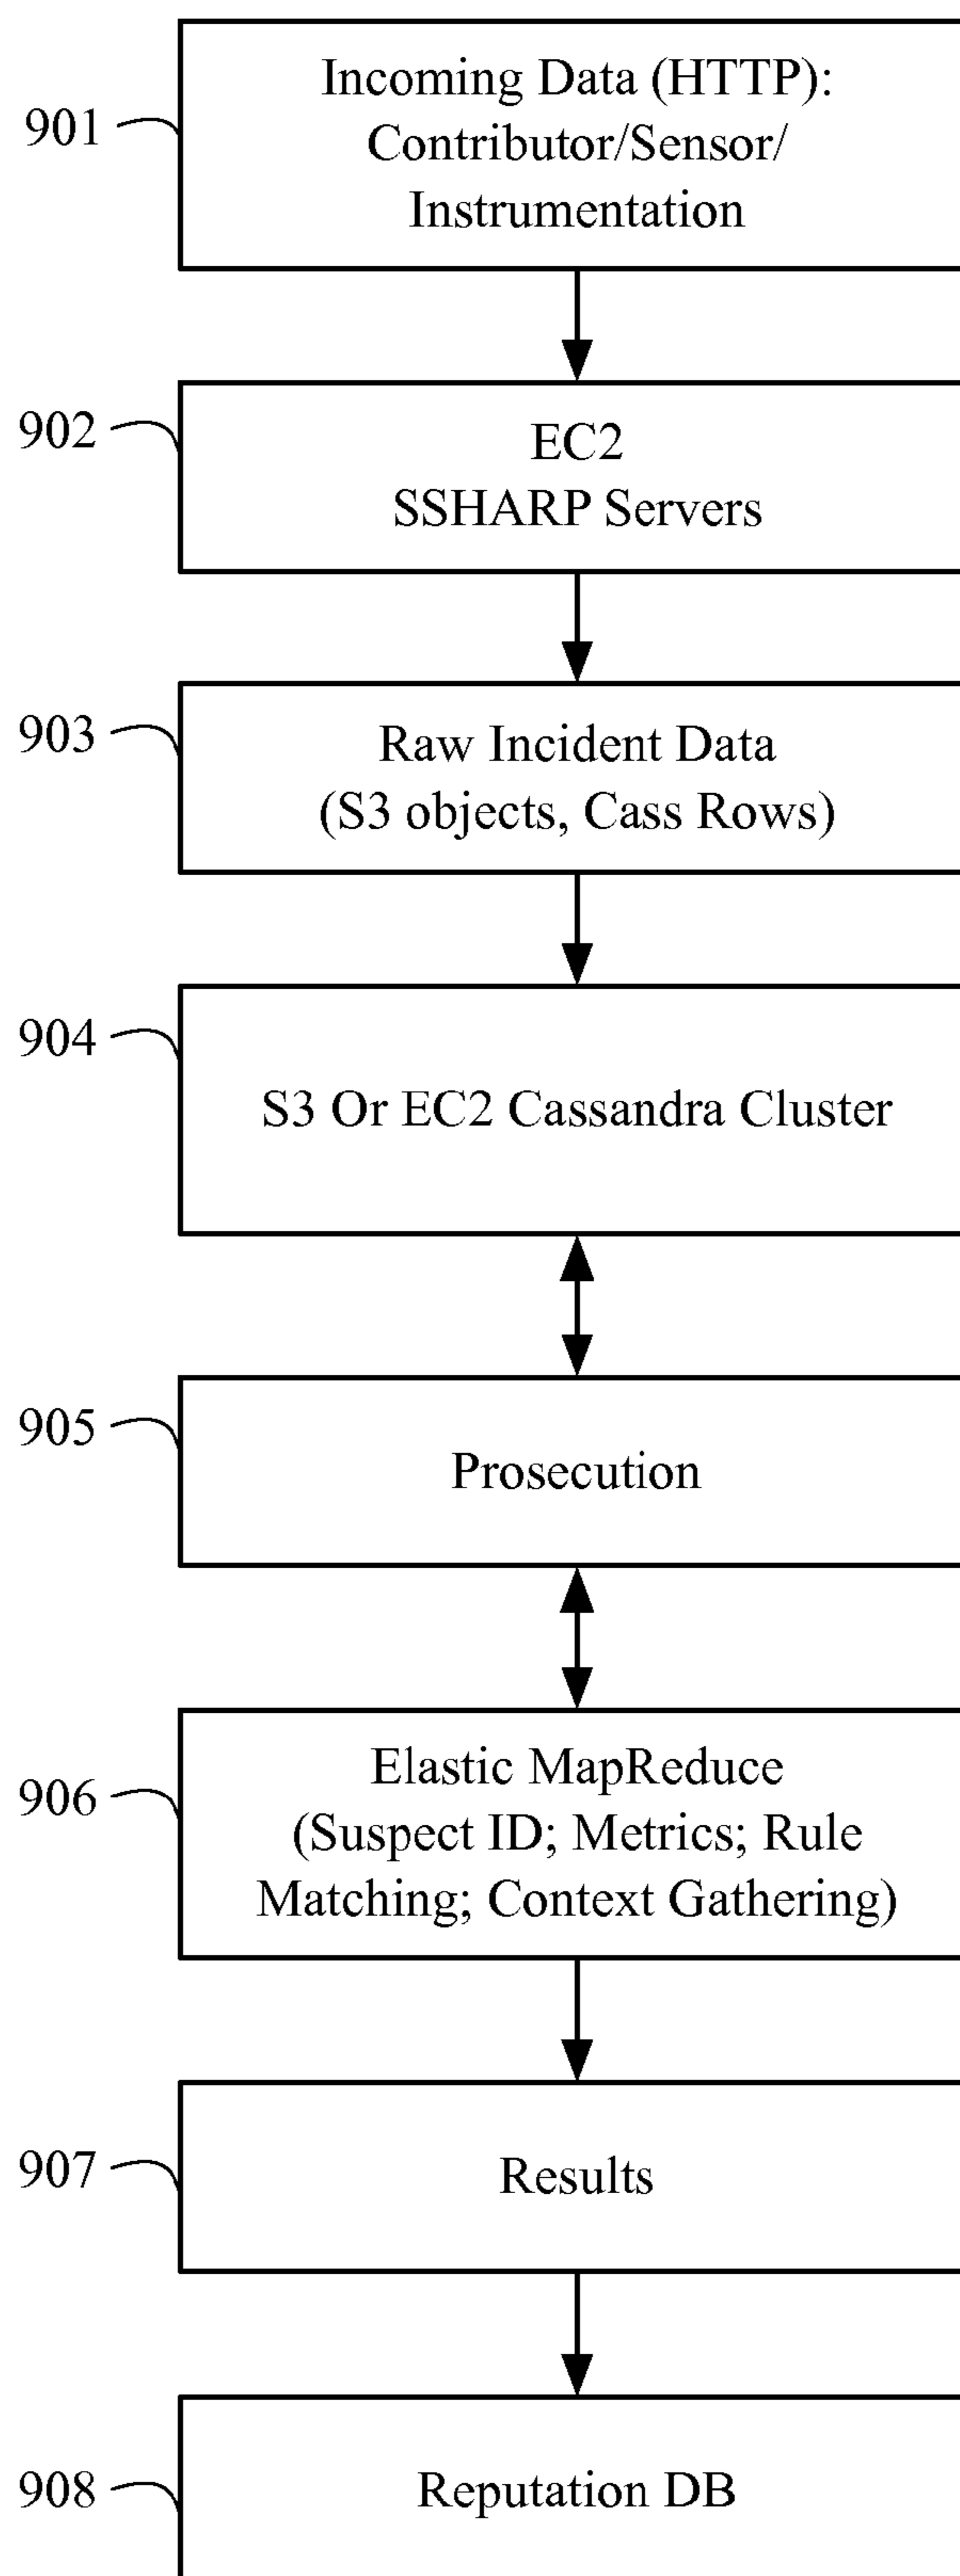 901
Incoming Data (HTTP):
Contributor/Sensor/
Instrumentation
902
EC2
SSHARP Servers
903
Raw Incident Data
(S3 objects, Cass Rows)
904
S3 Or EC2 Cassandra Cluster
905
Prosecution
906
Elastic MapReduce
(Suspect ID; Metrics; Rule
Matching; Context Gathering)
907
Results
908
Reputation DB